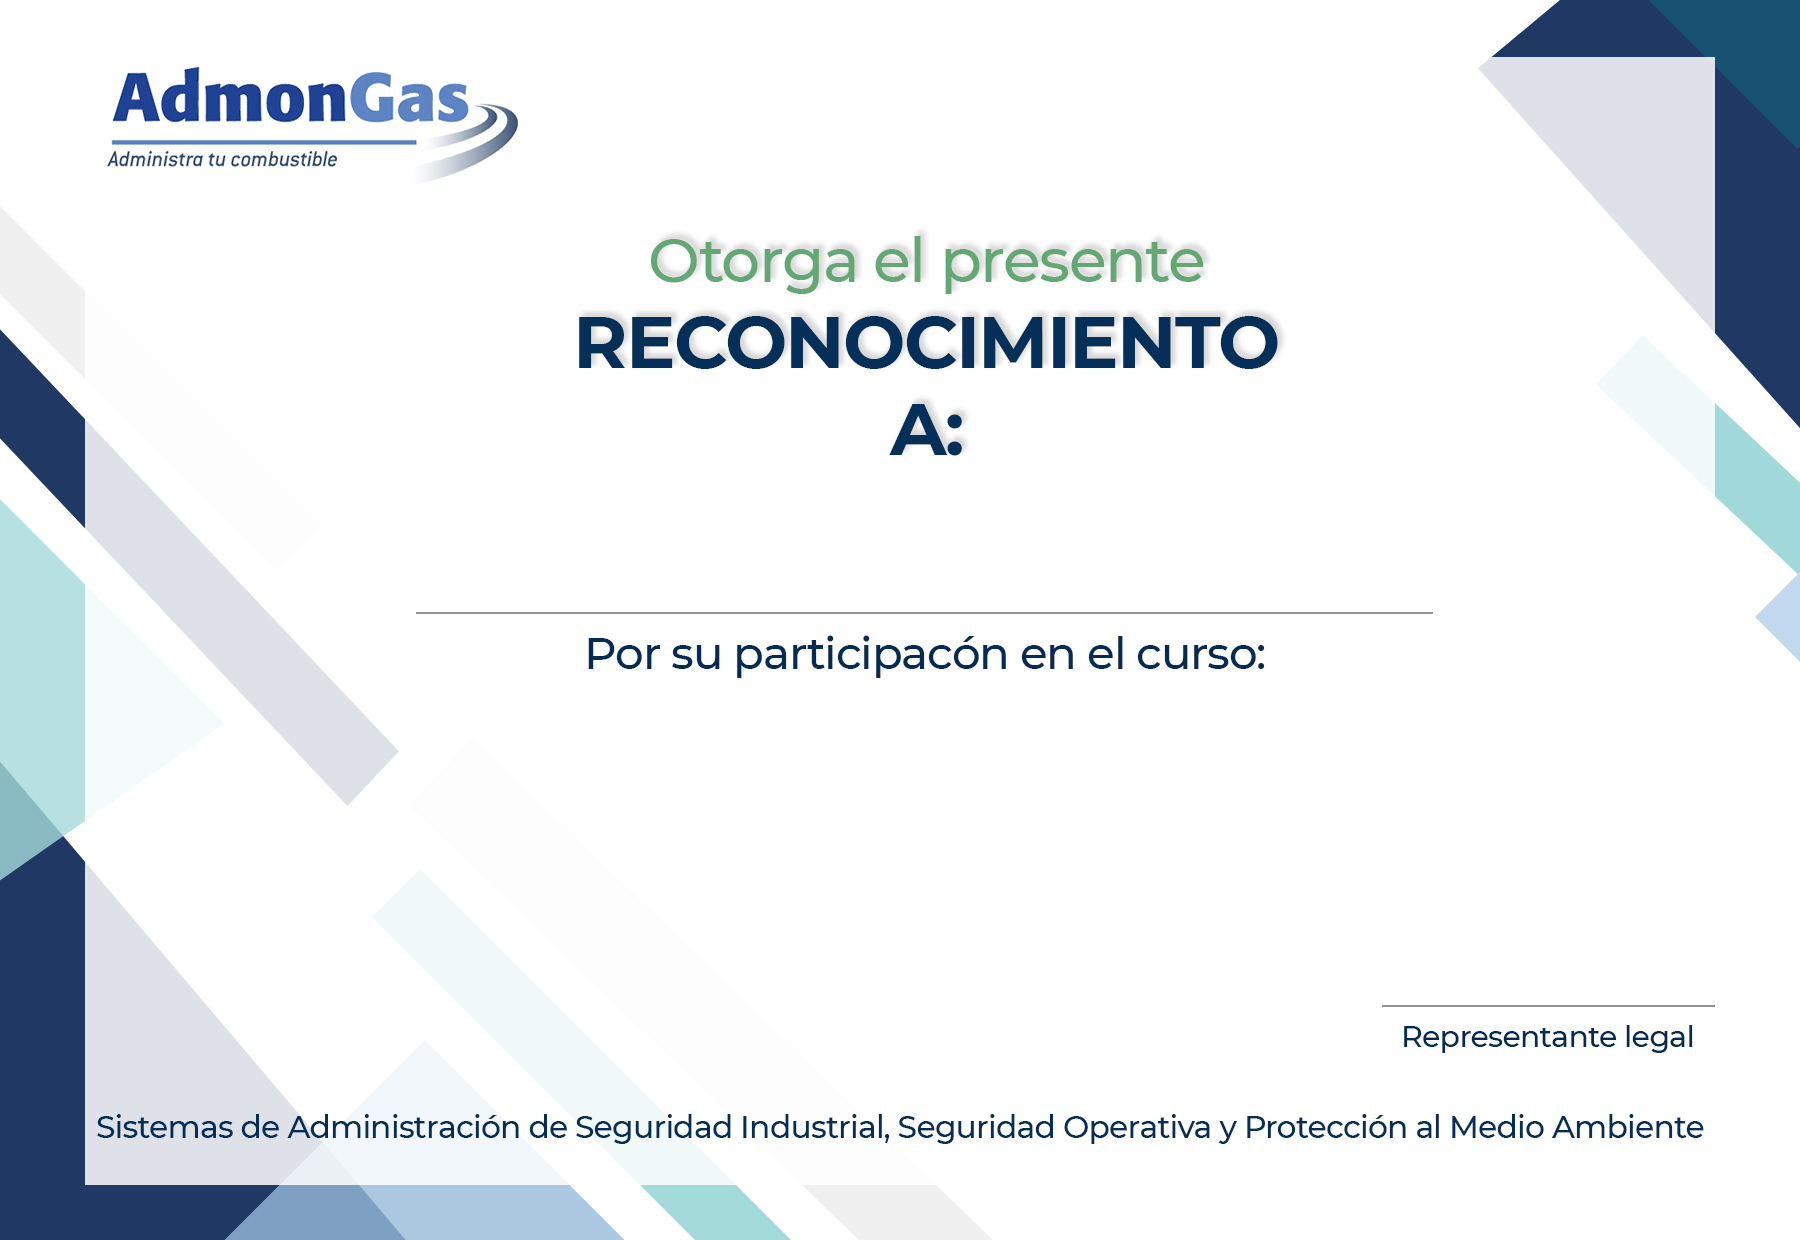 AdmonGas
Administra tu combustible
Otorga el presente
RECONOCIMIENTO
A:
Por su participacón en el curso:
Representante legal
Sistemas de Administración de Seguridad Industrial, Seguridad Operativa y Protección al Medio Ambiente